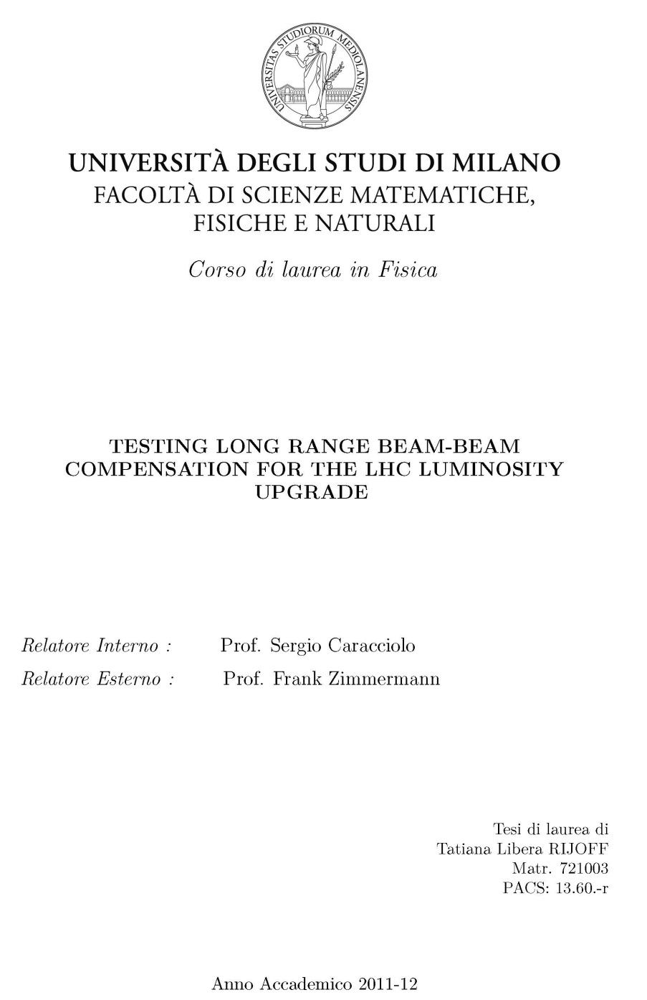 UNIVERSITAS STUDIORUM MEDIOLANENSIS
UNIVERSITÀ DEGLI STUDI DI MILANO
FACOLTÀ DI SCIENZE MATEMATICHE,
FISICHE E NATURALI
Corso di laurea in Fisica
TESTING LONG RANGE BEAM-BEAM
COMPENSATION FOR THE LHC LUMINOSITY
UPGRADE
Relatore Interno : Prof. Sergio Caracciolo
Relatore Esterno : Prof. Frank Zimmermann
Tesi di laurea di
Tatiana Libera RIJOFF
Matr. 721003
PACS: 13.60.-r
Anno Accademico 2011-12